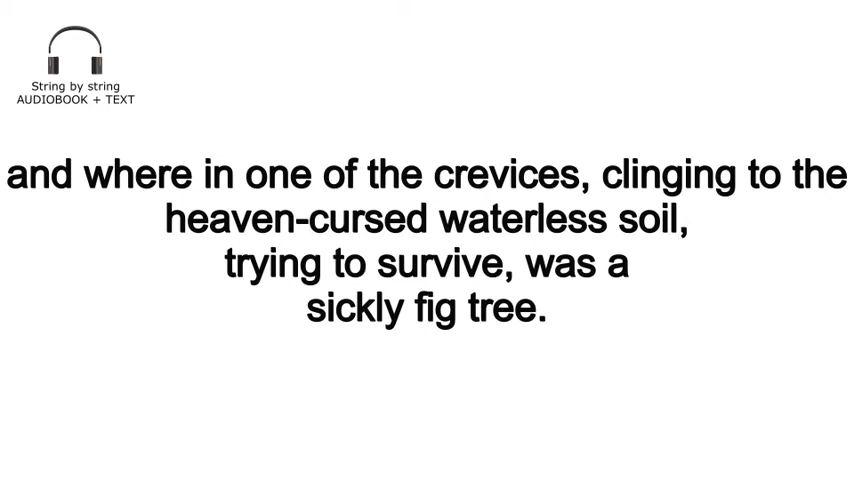 String by string
AUDIOBOOK + TEXT
and where in one of the crevices, clinging to the
heaven-cursed waterless soil,
trying to survive, was a
sickly fig tree.